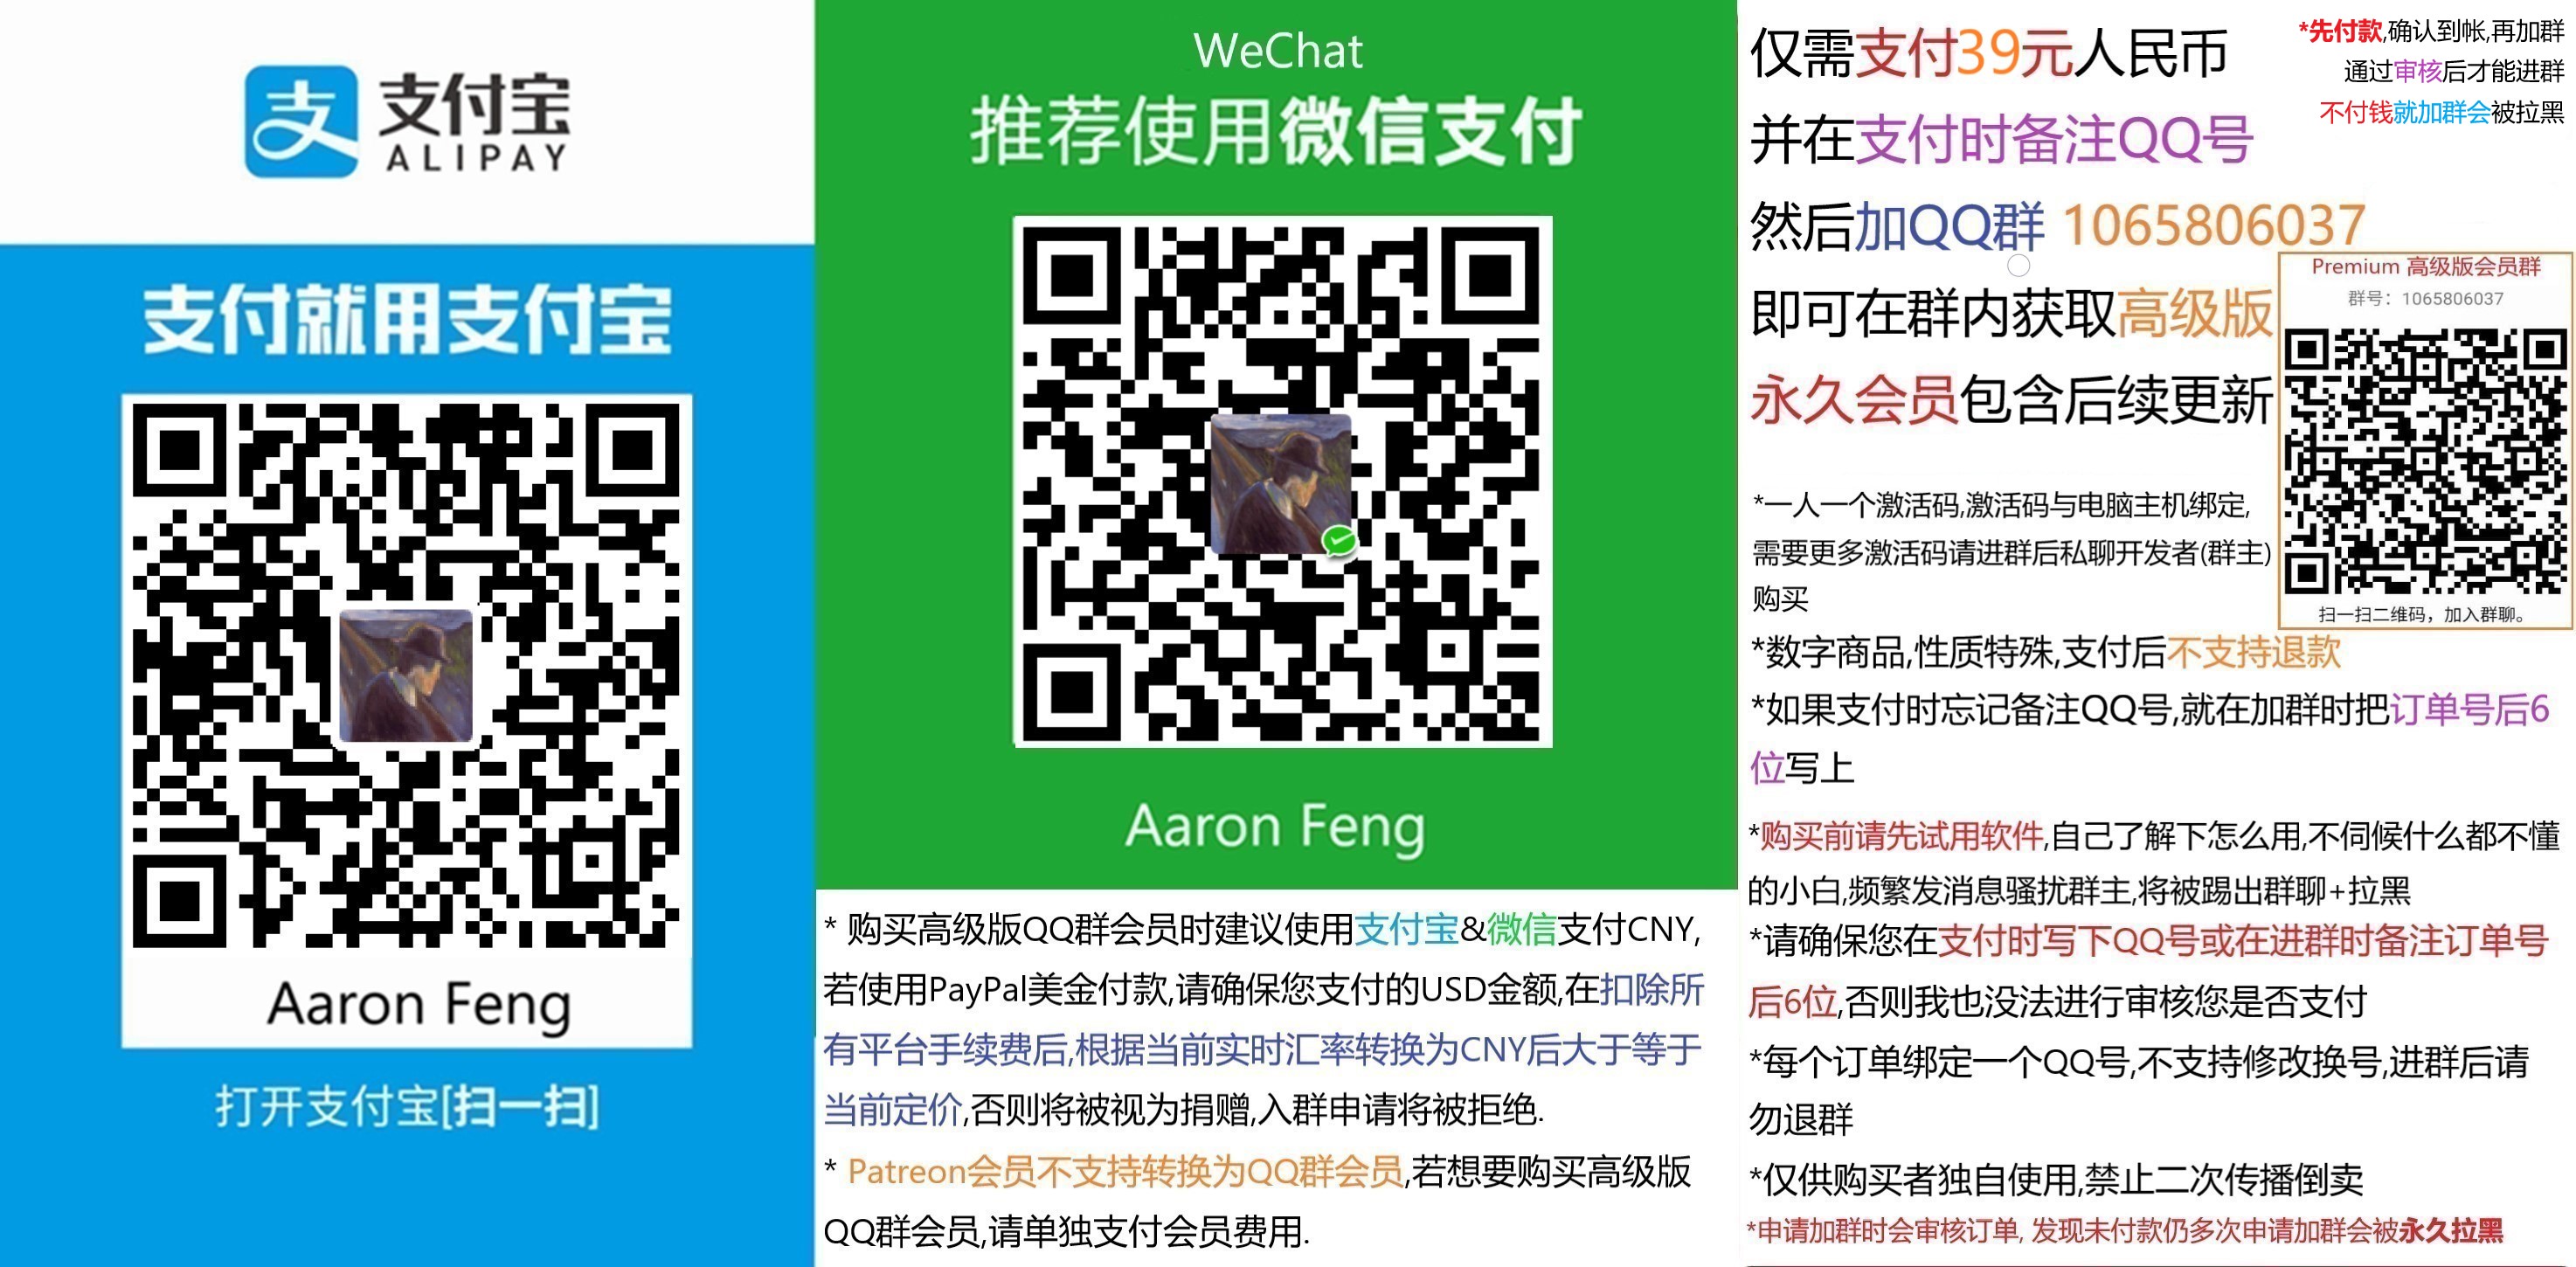 支付宝
ALIPAY
支付就用支付宝
Aaron Feng
打开支付宝[扫一扫]
WeChat
推荐使用微信支付
Aaron Feng
* 购买高级版QQ群会员时建议使用支付宝&微信支付CNY,
若使用PayPal美金付款,请确保您支付的USD金额,在扣除所
有平台手续费后,根据当前实时汇率转换为CNY后大于等于
当前定价,否则将被视为捐赠,入群申请将被拒绝.
* Patreon会员不支持转换为QQ群会员,若想要购买高级版
QQ群会员,请单独支付会员费用.
仅需支付39元人民币
并在支付时备注QQ号
然后加QQ群 1065806037
即可在群内获取高级版
永久会员包含后续更新
*先付款,确认到帐,再加群
通过审核后才能进群
不付钱就加群会被拉黑
Premium 高级版会员群
群号：1065806037
扫一扫二维码，加入群聊。
*一人一个激活码,激活码与电脑主机绑定,
需要更多激活码请进群后私聊开发者(群主)
购买
*数字商品,性质特殊,支付后不支持退款
*如果支付时忘记备注QQ号,就在加群时把订单号后6
位写上
*购买前请先试用软件,自己了解下怎么用,不伺候什么都不懂
的小白,频繁发消息骚扰群主,将被踢出群聊+拉黑
*请确保您在支付时写下QQ号或在进群时备注订单号
后6位,否则我也没法进行审核您是否支付
*每个订单绑定一个QQ号,不支持修改换号,进群后请
勿退群
*仅供购买者独自使用,禁止二次传播倒卖
*申请加群时会审核订单, 发现未付款仍多次申请加群会被永久拉黑